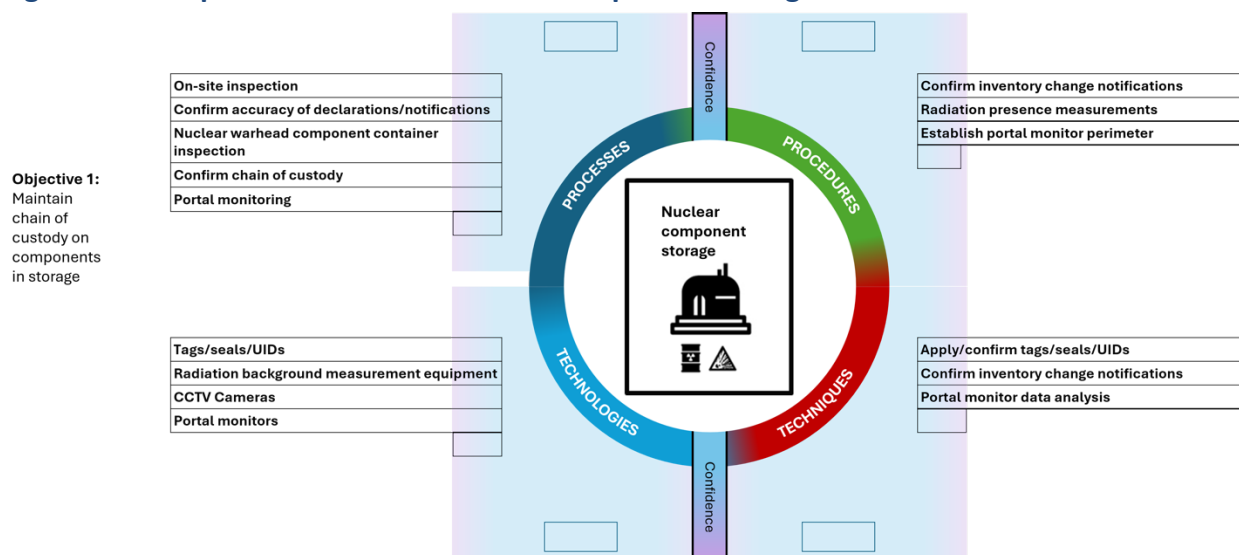 On-site inspection
Confirm accuracy of declarations/notifications
Nuclear warhead component container
inspection
Confirm chain of custody
Portal monitoring
Confidence
Confirm inventory change notifications
Radiation presence measurements
Establish portal monitor perimeter
Objective 1:
Maintain
chain of
custody on
components
in storage
PROCESSES
PROCEDURES
Nuclear
component
storage
Tags/seals/UIDs
Radiation background measurement equipment
CCTV Cameras
Portal monitors
TECHNOLOGIES
TECHNIQUES
Apply/confirm tags/seals/UIDs
Confirm inventory change notifications
Portal monitor data analysis
Confidence